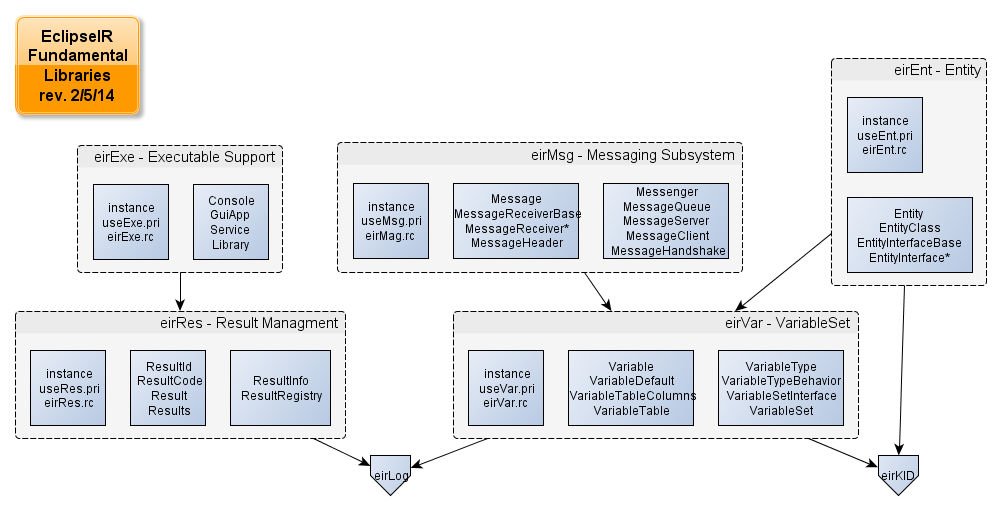 EclipseIR
Fundamental
Libraries
rev. 2/5/14
eirEnt - Entity
instance
useEnt.pri
eirEnt.rc
Entity
EntityClass
EntityInterfaceBase
EntityInterface*
eirExe - Executable Support
instance
useExe.pri
eirExe.rc
Console
GuiApp
Service
Library
eirMsg - Messaging Subsystem
instance
useMsg.pri
eirMag.rc
Message
MessageReceiverBase
MessageReceiver*
MessageHeader
Messenger
MessageQueue
MessageServer
MessageClient
MessageHandshake
eirRes - Result Managment
instance
useRes.pri
eirRes.rc
ResultId
ResultCode
Result
Results
ResultInfo
ResultRegistry
eirVar - VariableSet
instance
useVar.pri
eirVar.rc
Variable
VariableDefault
VariableTableColumns
VariableTable
VariableType
VariableTypeBehavior
VariableSetInterface
VariableSet
eirLog
eirKID